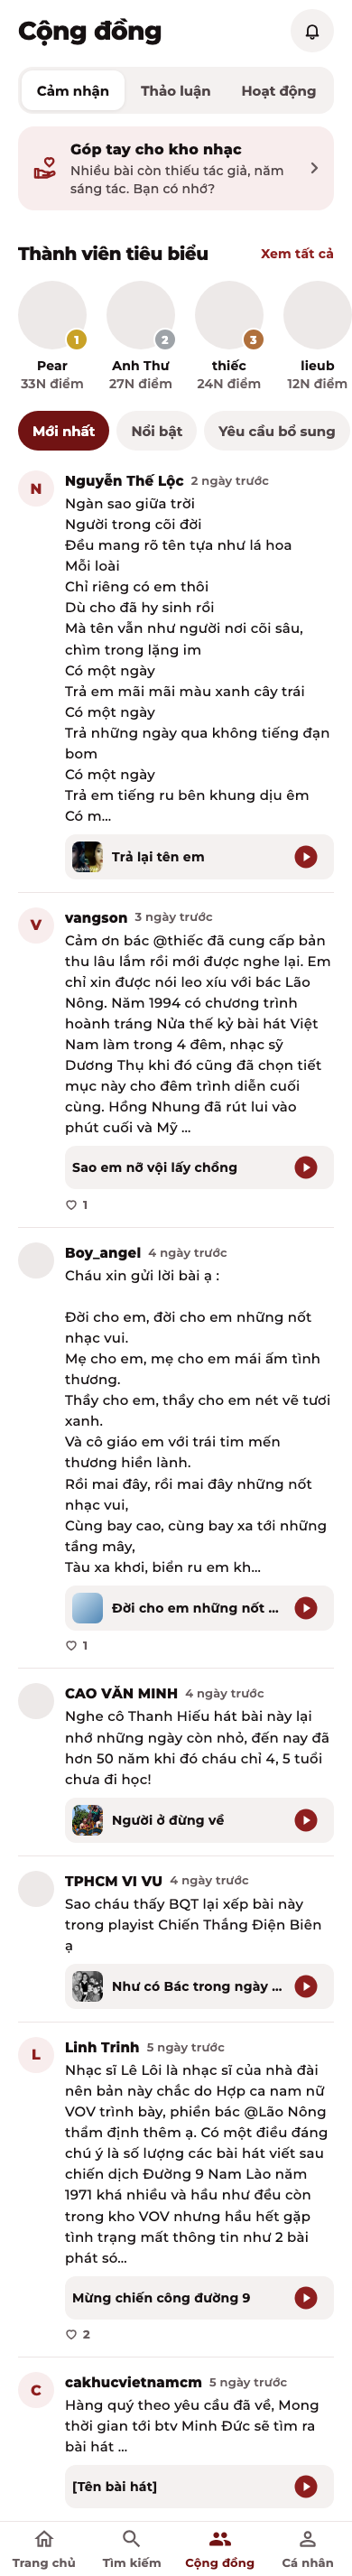 Cộng đồng
Cảm nhận Thảo luận Hoạt động
Góp tay cho kho nhạc
Nhiều bài còn thiếu tác giả, năm
sáng tác. Bạn có nhớ?
Thành viên tiêu biểu Xem tất cả
1 2 3
Pear Anh Thư thiếc lieub
33N điểm 27N điểm 24N điểm 12N điểm
Mới nhất Nổi bật Yêu cầu bổ sung
N Nguyễn Thế Lộc 2 ngày trước
Ngàn sao giữa trời
Người trong cõi đời
Đều mang rõ tên tựa như lá hoa
Mỗi loài
Chỉ riêng có em thôi
Dù cho đã hy sinh rồi
Mà tên vẫn như người nơi cõi sâu,
chìm trong lặng im
Có một ngày
Trả em mãi mãi màu xanh cây trái
Có một ngày
Trả những ngày qua không tiếng đạn
bom
Có một ngày
Trả em tiếng ru bên khung dịu êm
Có m...
Trả lại tên em
V vangson 3 ngày trước
Cảm ơn bác @thiếc đã cung cấp bản
thu lâu lắm rồi mới được nghe lại. Em
chỉ xin được nói leo xíu với bác Lão
Nông. Năm 1994 có chương trình
hoành tráng Nửa thế kỷ bài hát Việt
Nam làm trong 4 đêm, nhạc sỹ
Dương Thụ khi đó cũng đã chọn tiết
mục này cho đêm trình diễn cuối
cùng. Hồng Nhung đã rút lui vào
phút cuối và Mỹ ...
Sao em nỡ vội lấy chồng
1
Boy_angel 4 ngày trước
Cháu xin gửi lời bài ạ :
Đời cho em, đời cho em những nốt
nhạc vui.
Mẹ cho em, mẹ cho em mái ấm tình
thương.
Thầy cho em, thầy cho em nét vẽ tươi
xanh.
Và cô giáo em với trái tim mến
thương hiền lành.
Rồi mai đây, rồi mai đây những nốt
nhạc vui,
Cùng bay cao, cùng bay xa tới những
tầng mây,
Tàu xa khơi, biển ru em kh...
Đời cho em những nốt ...
1
CAO VĂN MINH 4 ngày trước
Nghe cô Thanh Hiếu hát bài này lại
nhớ những ngày còn nhỏ, đến nay đã
hơn 50 năm khi đó cháu chỉ 4, 5 tuổi
chưa đi học!
Người ở đừng về
TPHCM VI VU 4 ngày trước
Sao cháu thấy BQT lại xếp bài này
trong playist Chiến Thắng Điện Biên
ạ
Như có Bác trong ngày ...
L Linh Trinh 5 ngày trước
Nhạc sĩ Lê Lôi là nhạc sĩ của nhà đài
nên bản này chắc do Hợp ca nam nữ
VOV trình bày, phiền bác @Lão Nông
thẩm định thêm ạ. Có một điều đáng
chú ý là số lượng các bài hát viết sau
chiến dịch Đường 9 Nam Lào năm
1971 khá nhiều và hầu như đều còn
trong kho VOV nhưng hầu hết gặp
tình trạng mất thông tin như 2 bài
phát só...
Mừng chiến công đường 9
2
C cakhucvietnamcm 5 ngày trước
Hàng quý theo yêu cầu đã về, Mong
thời gian tới btv Minh Đức sẽ tìm ra
bài hát ...
[Tên bài hát]
Trang chủ Tìm kiếm Cộng đồng Cá nhân